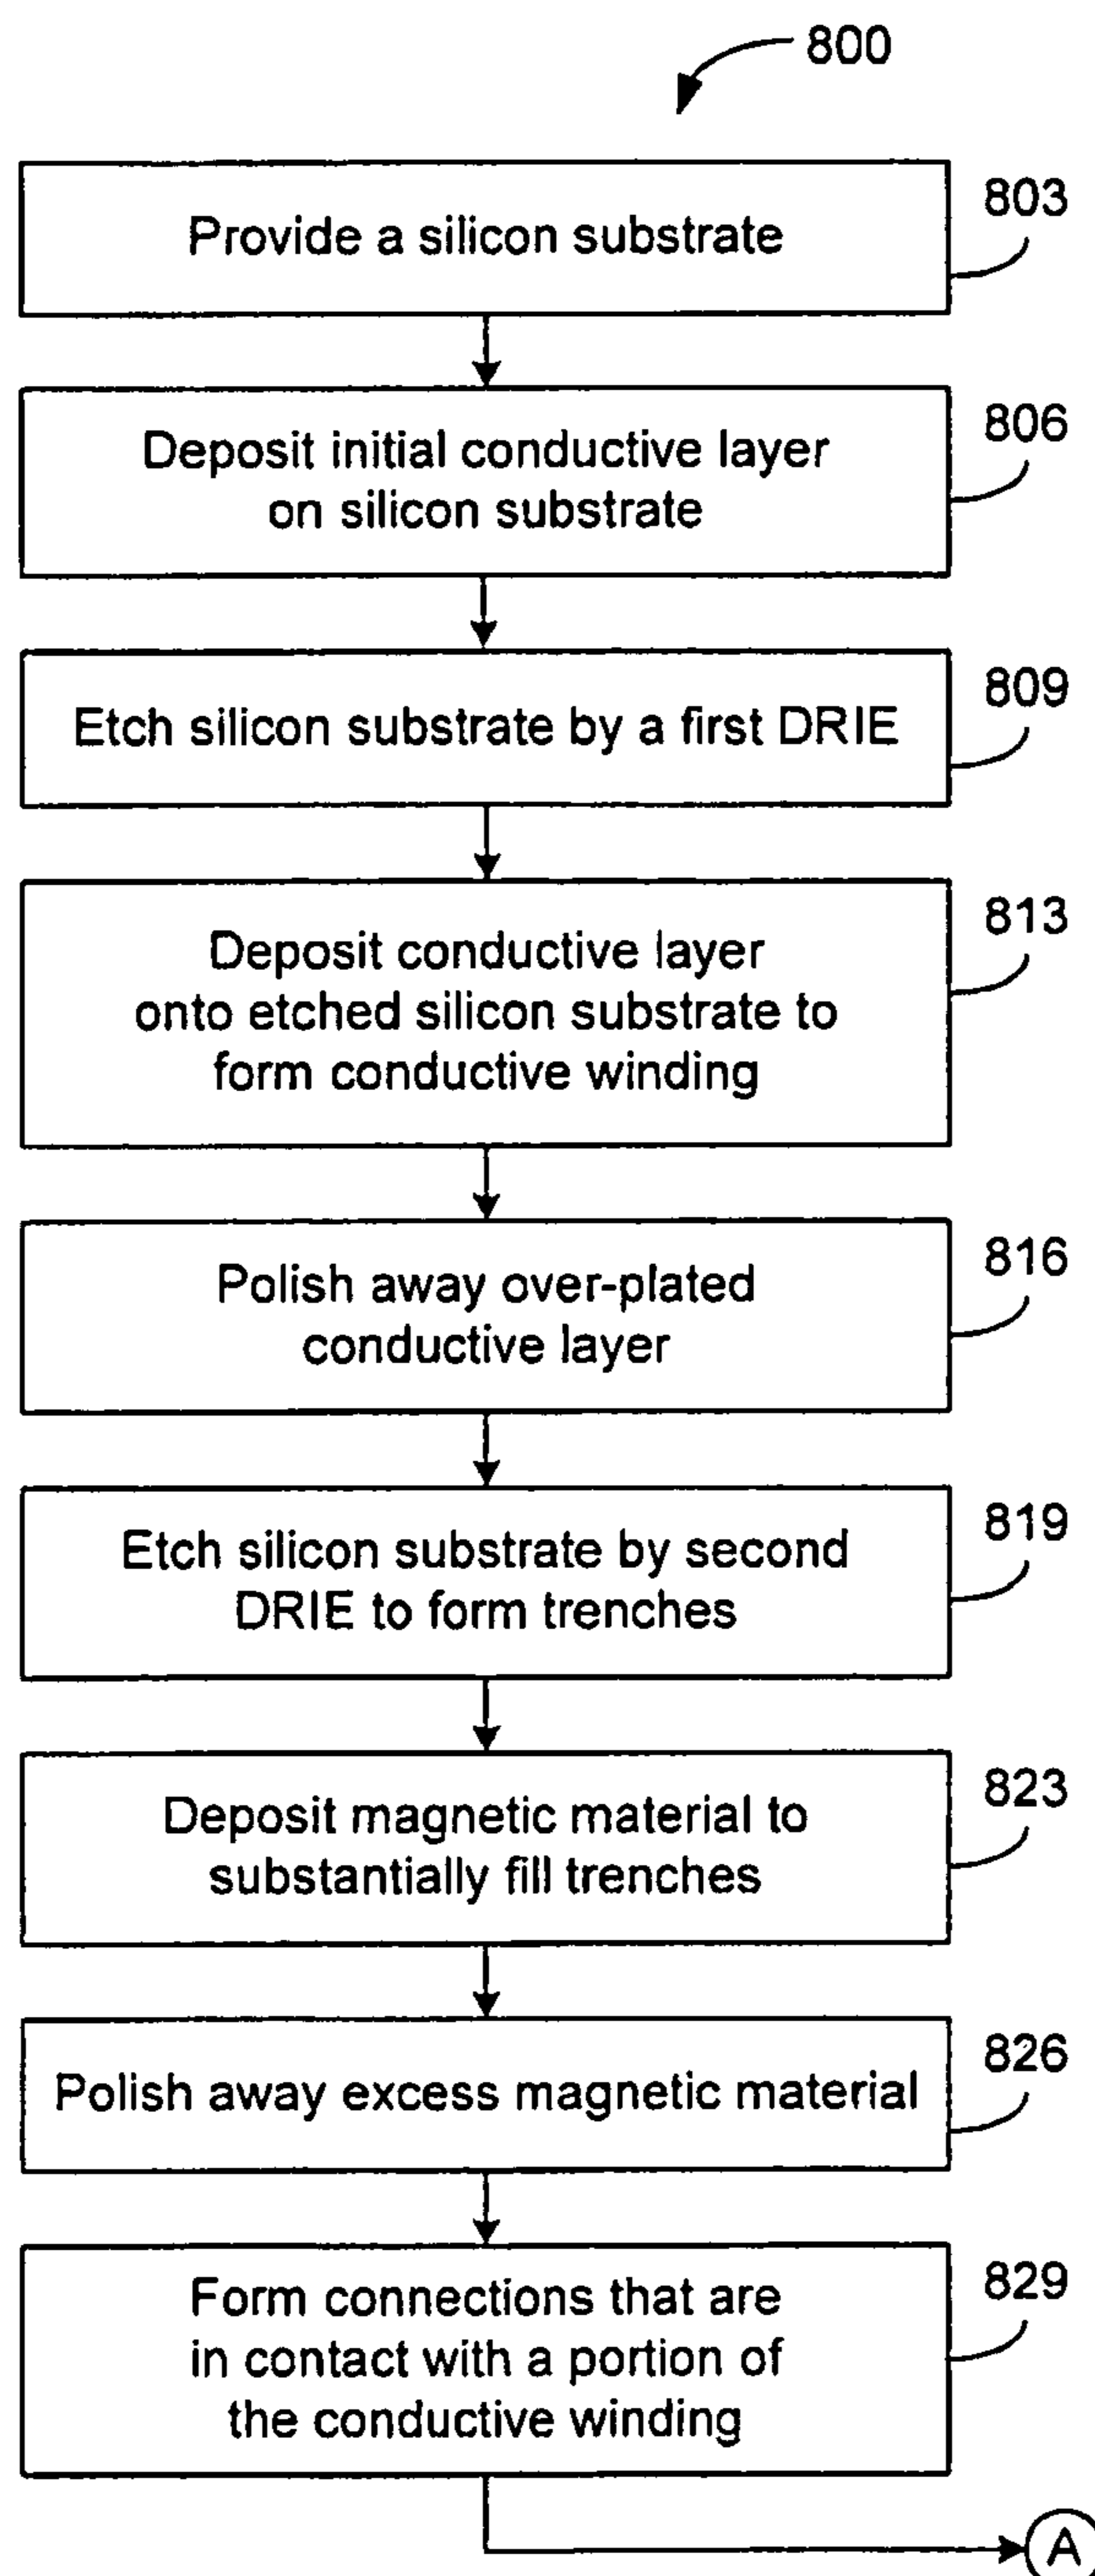 800
Provide a silicon substrate
803
Deposit initial conductive layer
on silicon substrate
806
Etch silicon substrate by a first DRIE
809
Deposit conductive layer
onto etched silicon substrate to
form conductive winding
813
Polish away over-plated
conductive layer
816
Etch silicon substrate by second
DRIE to form trenches
819
Deposit magnetic material to
substantially fill trenches
823
Polish away excess magnetic material
826
Form connections that are
in contact with a portion of
the conductive winding
829
A